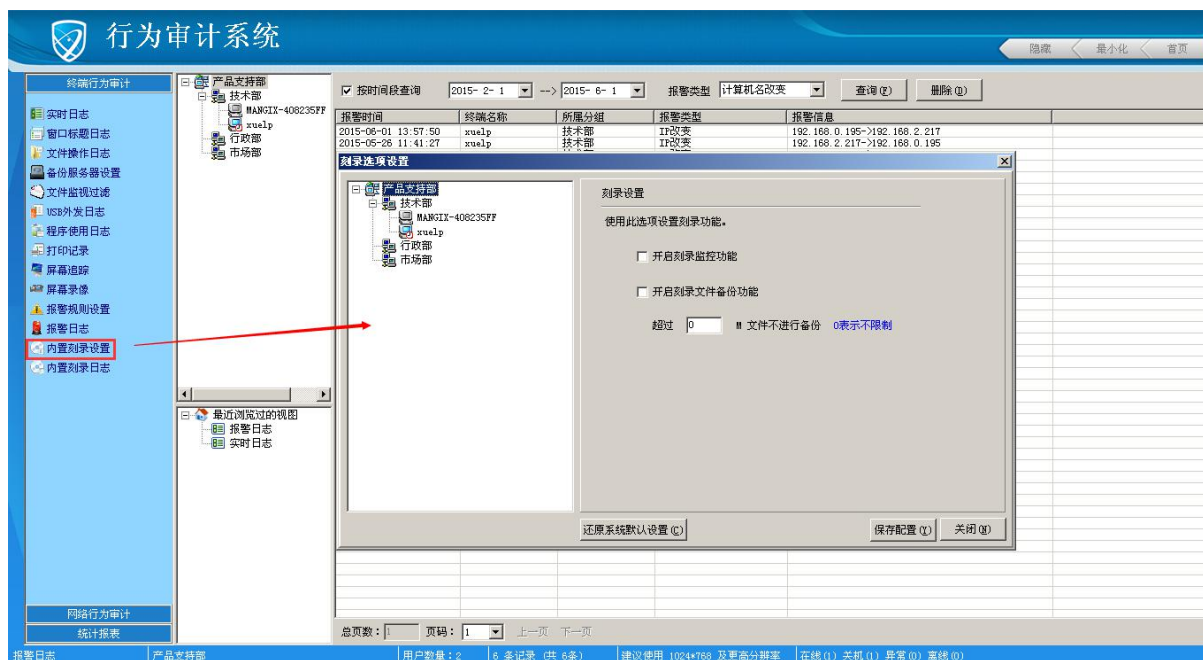 行为审计系统
隐藏 最小化 首页
终端行为审计
实时日志
窗口标题日志
文件操作日志
备份服务器设置
文件监视过滤
USB外发日志
程序使用日志
打印记录
屏幕追踪
屏幕录像
报警规则设置
报警日志
内置刻录设置
内置刻录日志
网络行为审计
统计报表
产品支持部
技术部
MANGIX-408235FF
xuelp
行政部
市场部
最近浏览过的视图
报警日志
实时日志
按时间段查询 2015- 2- 1 --> 2015- 6- 1 报警类型 计算机名改变 查询(F) 删除(D)
报警时间 终端名称 所属分组 报警类型 报警信息
2015-06-01 13:57:50 xuelp 技术部 IP改变 192.168.0.195->192.168.2.217
2015-05-26 11:41:27 xuelp 技术部 IP改变 192.168.2.217->192.168.0.195
刻录选项设置
产品支持部
技术部
MANGIX-408235FF
xuelp
行政部
市场部
刻录设置
使用此选项设置刻录功能。
开启刻录监控功能
开启刻录文件备份功能
超过 0 M 文件不进行备份 0表示不限制
还原系统默认设置(C) 保存配置(Y) 关闭(N)
总页数: 1 页码: 1 上一页 下一页
报警日志 产品支持部 用户数量:2 6 条记录 (共 6条) 建议使用 1024*768 及更高分辨率 在线(1) 关机(1) 异常(0) 离线(0)